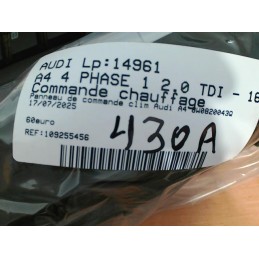 AUDI Lp:14961
A4 4 PHASE 1 2.0 TDI - 16
Commande chauffage
Panneau de commande clim Audi A4 8W0820043Q
17/07/2025
60euro
REF:109255456
430A